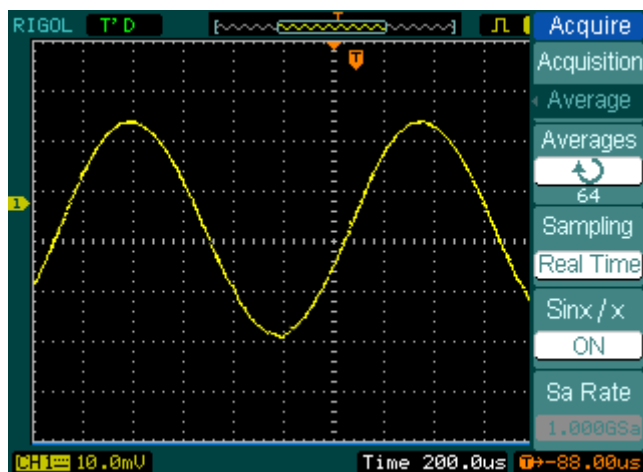 RIGOL T'D
T
Acquire
Acquisition
Average
Averages
64
Sampling
Real Time
Sinx/x
ON
Sa Rate
1.000GSa
T
1
CH1 10.0mV Time 200.0us T→-88.00us